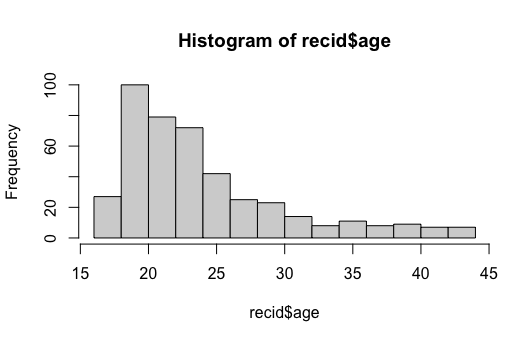 Histogram of recid$age
Frequency
100
60
20
0
15 20 25 30 35 40 45
recid$age